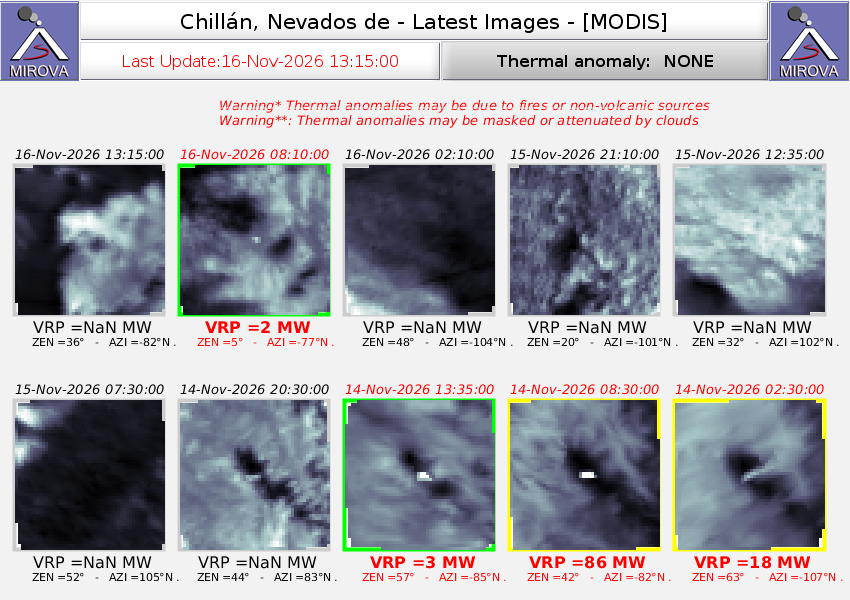 Chillán, Nevados de - Latest Images - [MODIS]
MIROVA
Last Update:16-Nov-2026 13:15:00
Thermal anomaly: NONE
MIROVA
Warning* Thermal anomalies may be due to fires or non-volcanic sources
Warning**: Thermal anomalies may be masked or attenuated by clouds
16-Nov-2026 13:15:00 16-Nov-2026 08:10:00 16-Nov-2026 02:10:00 15-Nov-2026 21:10:00 15-Nov-2026 12:35:00
VRP =NaN MW VRP =2 MW VRP =NaN MW VRP =NaN MW VRP =NaN MW
ZEN =36° - AZI =-82°N . ZEN =5° - AZI =-77°N . ZEN =48° - AZI =-104°N . ZEN =20° - AZI =-101°N . ZEN =32° - AZI =102°N .
15-Nov-2026 07:30:00 14-Nov-2026 20:30:00 14-Nov-2026 13:35:00 14-Nov-2026 08:30:00 14-Nov-2026 02:30:00
VRP =NaN MW VRP =NaN MW VRP =3 MW VRP =86 MW VRP =18 MW
ZEN =52° - AZI =105°N . ZEN =44° - AZI =83°N . ZEN =57° - AZI =-85°N . ZEN =42° - AZI =-82°N . ZEN =63° - AZI =-107°N .